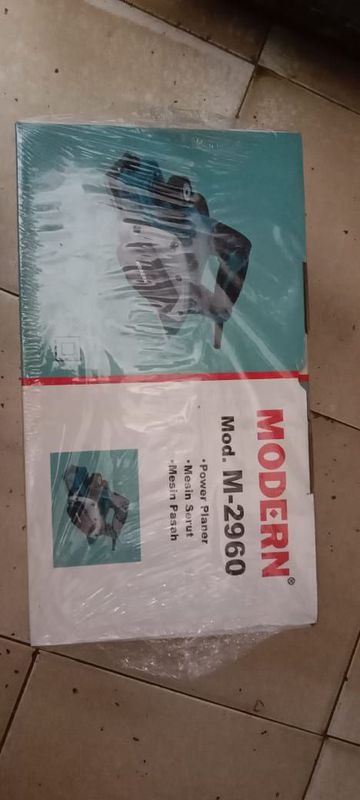 MODERN®
Mod. M-2960
•Power Planer
•Mesin Serut
•Mesin Pasah